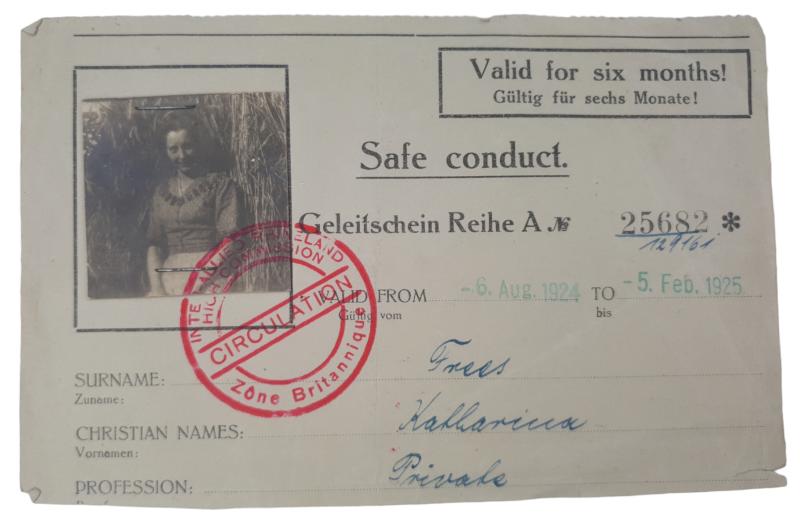 Valid for six months!
Gültig für sechs Monate!
Safe conduct.
Geleitschein Reihe A № 25682 *
129161
INTER-ALLIED RHINELAND
HIGH COMMISSION
CIRCULATION
Zône Britannique
VALID FROM - 6. Aug. 1924 TO - 5. Feb. 1925
Gültig vom bis
SURNAME: Frees
Zuname:
CHRISTIAN NAMES: Katharina
Vornamen:
PROFESSION: Private